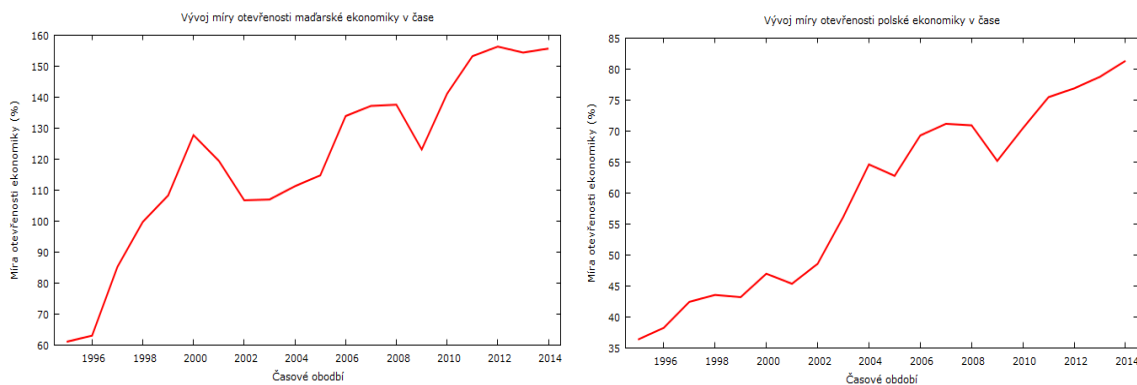 Vývoj míry otevřenosti maďarské ekonomiky v čase
Míra otevřenosti ekonomiky (%)
160
150
140
130
120
110
100
90
80
70
60
1996 1998 2000 2002 2004 2006 2008 2010 2012 2014
Časové obodbí
Vývoj míry otevřenosti polské ekonomiky v čase
Míra otevřenosti ekonomik (%)
85
80
75
70
65
60
55
50
45
40
35
1996 1998 2000 2002 2004 2006 2008 2010 2012 2014
Časové období